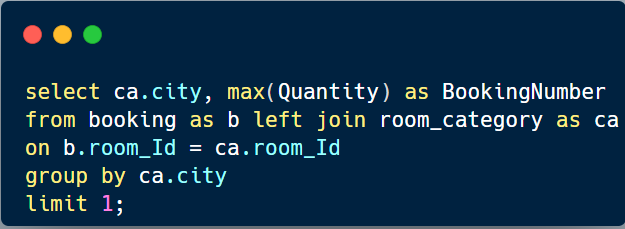 select ca.city, max(Quantity) as BookingNumber
from booking as b left join room_category as ca
on b.room_Id = ca.room_Id
group by ca.city
limit 1;